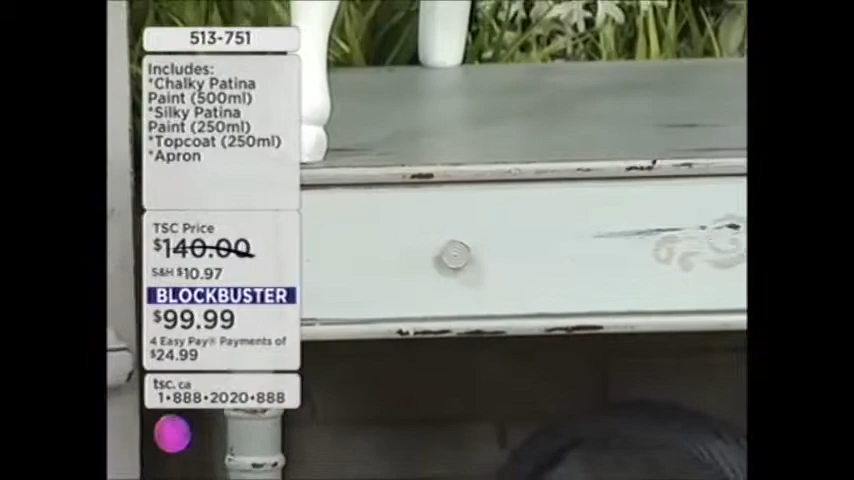 513-751
Includes:
*Chalky Patina
Paint (500ml)
*Silky Patina
Paint (250ml)
*Topcoat (250ml)
*Apron
TSC Price
$140.00
S&H $10.97
BLOCKBUSTER
$99.99
4 Easy Pay® Payments of
$24.99
tsc.ca
1•888•2020•888